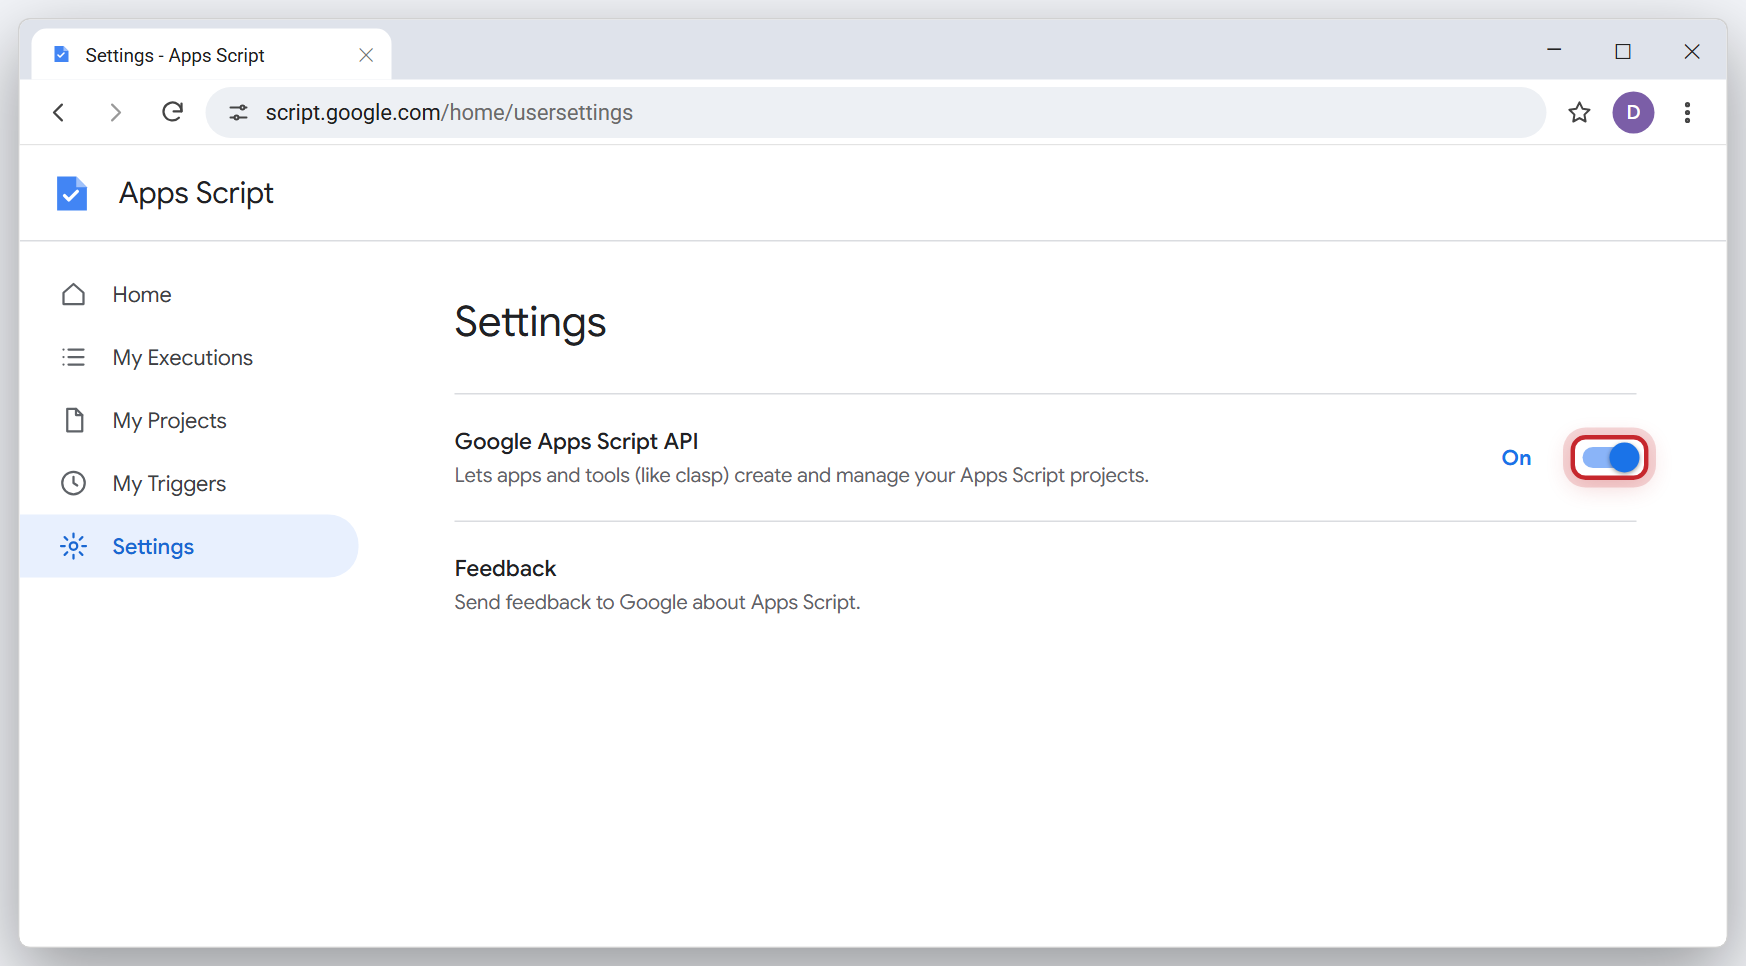 Settings - Apps Script
script.google.com/home/usersettings
D
Apps Script
Home
My Executions
My Projects
My Triggers
Settings
Settings
Google Apps Script API
Lets apps and tools (like clasp) create and manage your Apps Script projects.
On
Feedback
Send feedback to Google about Apps Script.